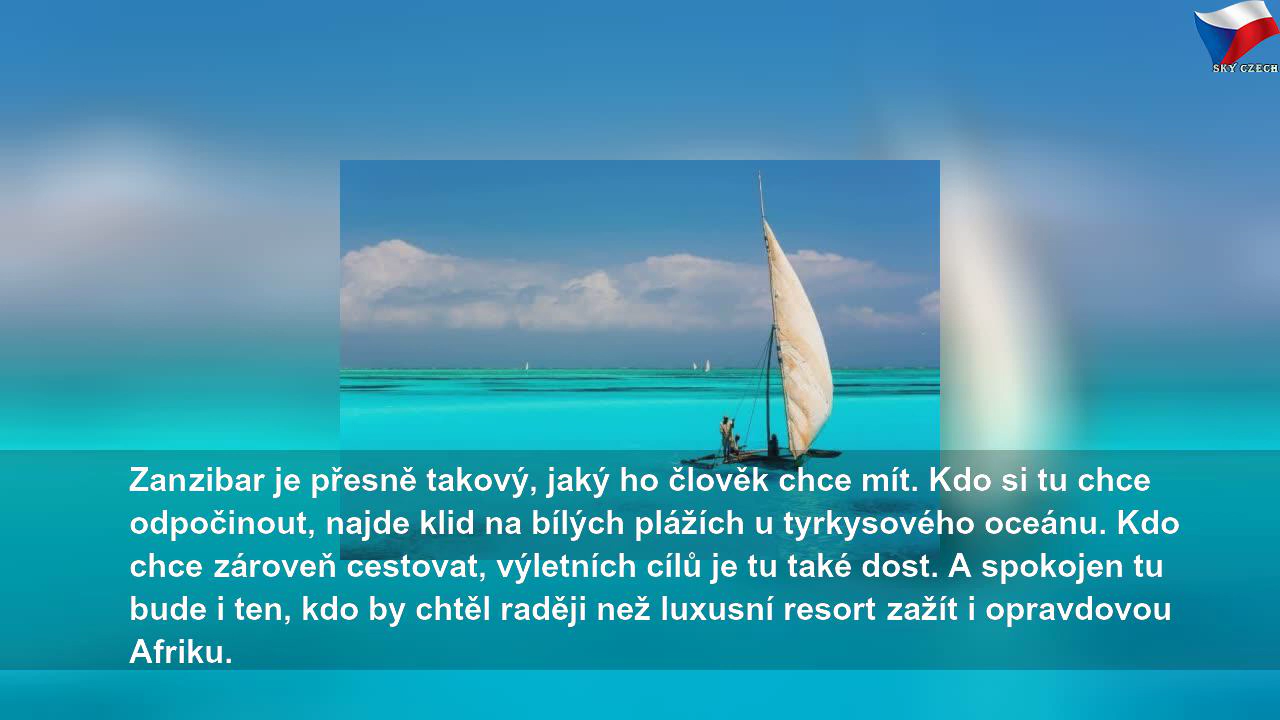 SKY CZECH
Zanzibar je přesně takový, jaký ho člověk chce mít. Kdo si tu chce
odpočinout, najde klid na bílých plážích u tyrkysového oceánu. Kdo
chce zároveň cestovat, výletních cílů je tu také dost. A spokojen tu
bude i ten, kdo by chtěl raději než luxusní resort zažít i opravdovou
Afriku.